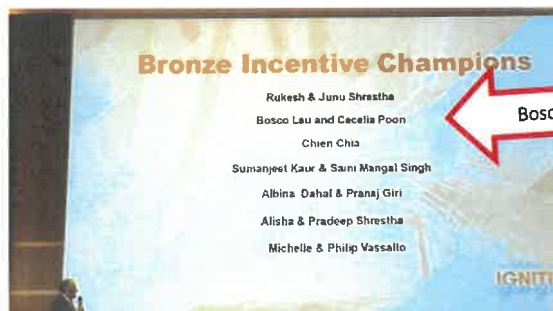 Bronze Incentive Champions
Rukesh & Junu Shrestha
Bosco Lau and Cecelia Poon
Bosc
Chien Chia
Sumanjeet Kaur & Saini Mangal Singh
Albina Dahal & Pranaj Giri
Alisha & Pradeep Shrestha
Michelle & Philip Vassallo
IGNIT